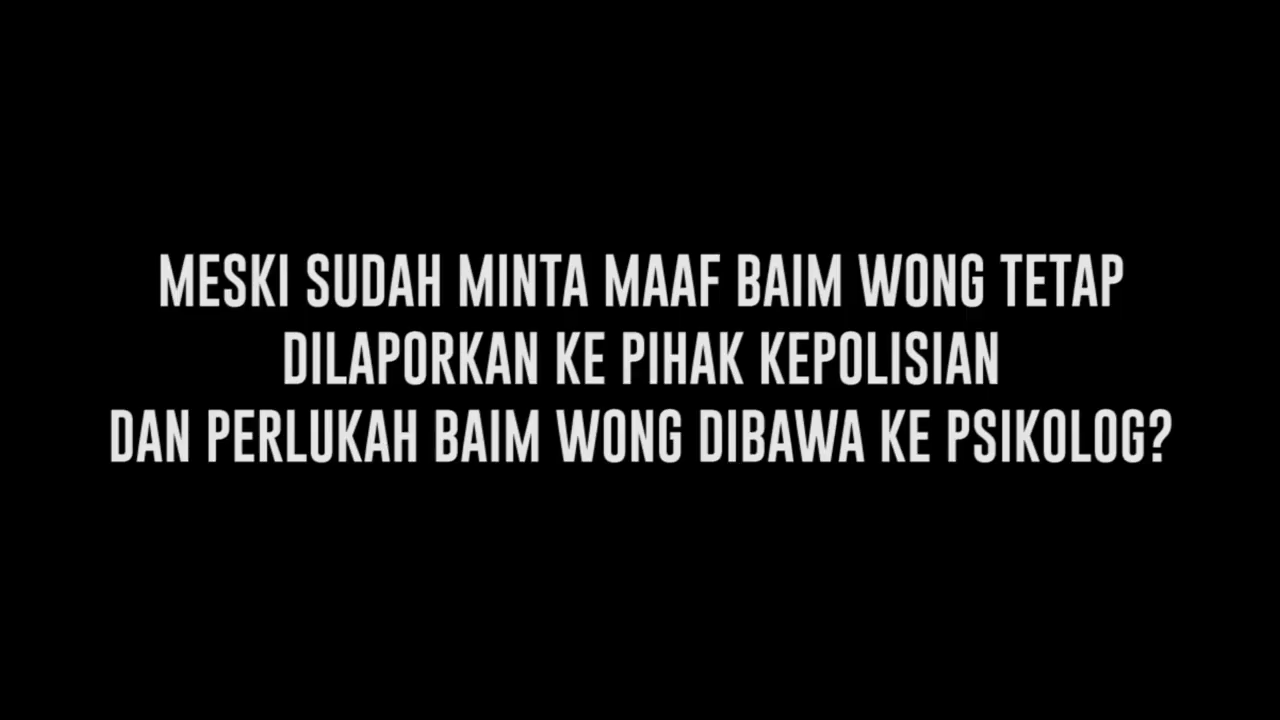 MESKI SUDAH MINTA MAAF BAIM WONG TETAP
DILAPORKAN KE PIHAK KEPOLISIAN
DAN PERLUKAH BAIM WONG DIBAWA KE PSIKOLOG?